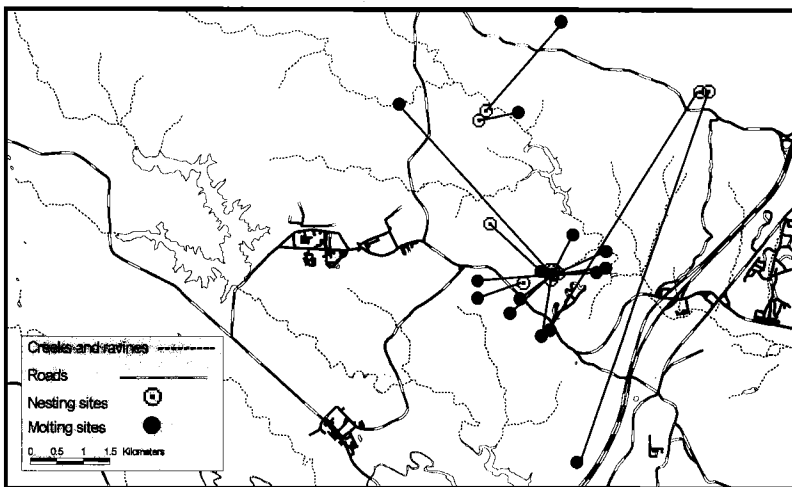 Creeks and ravines
Roads
Nesting sites
Molting sites
0 0.5 1 1.5 Kilometers